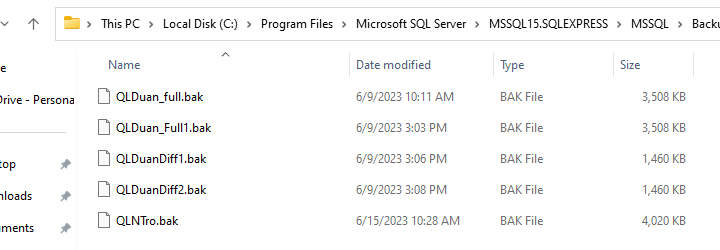 This PC > Local Disk (C:) > Program Files > Microsoft SQL Server > MSSQL15.SQLEXPRESS > MSSQL > Backu
Name Date modified Type Size
e
QLDuan_full.bak 6/9/2023 10:11 AM BAK File 3,508 KB
Drive - Persona
QLDuan_Full1.bak 6/9/2023 3:03 PM BAK File 3,508 KB
top
QLDuanDiff1.bak 6/9/2023 3:06 PM BAK File 1,460 KB
nloads
QLDuanDiff2.bak 6/9/2023 3:08 PM BAK File 1,460 KB
uments
QLNTro.bak 6/15/2023 10:28 AM BAK File 4,020 KB